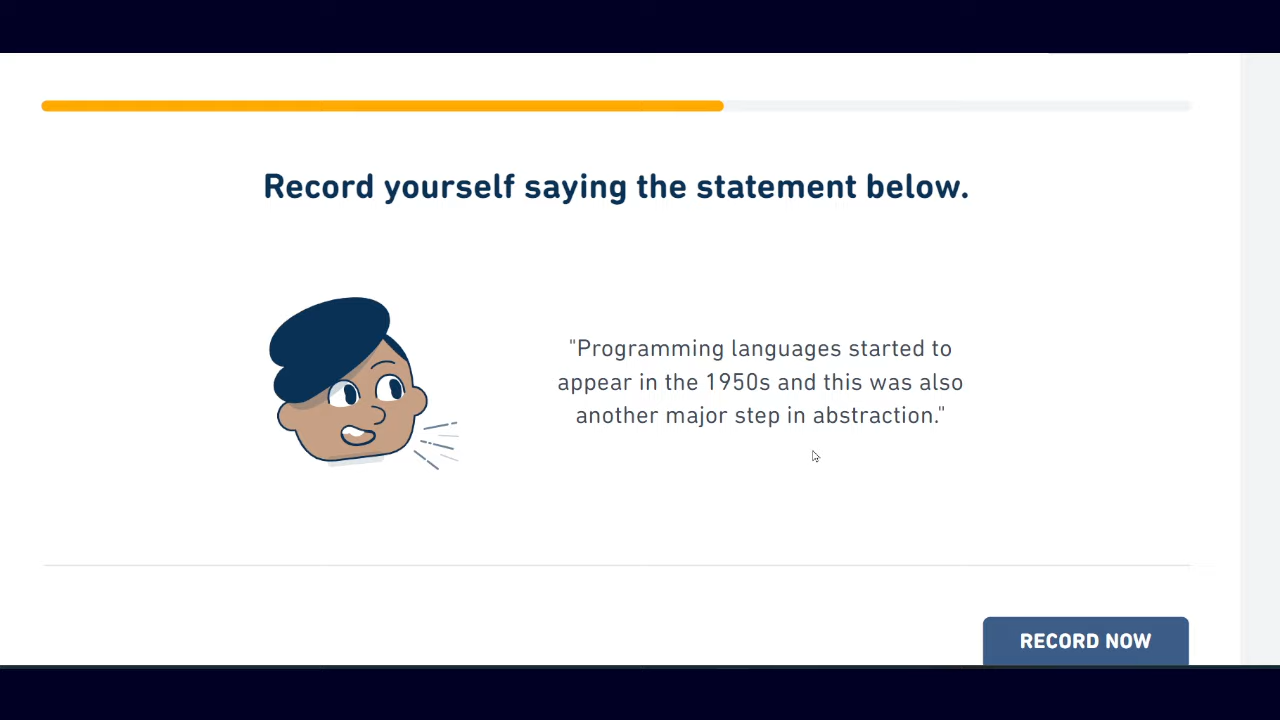 Record yourself saying the statement below.
"Programming languages started to
appear in the 1950s and this was also
another major step in abstraction."
RECORD NOW